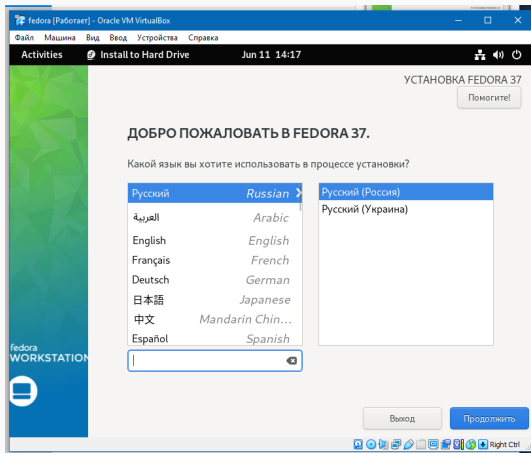 fedora [Работает] - Oracle VM VirtualBox
Файл Машина Вид Ввод Устройства Справка
Activities Install to Hard Drive Jun 11 14:17
УСТАНОВКА FEDORA 37
Помогите!
ДОБРО ПОЖАЛОВАТЬ В FEDORA 37.
Какой язык вы хотите использовать в процессе установки?
Русский Russian Русский (Россия)
العربية Arabic Русский (Украина)
English English
Français French
Deutsch German
日本語 Japanese
中文 Mandarin Chin...
Español Spanish
fedora
WORKSTATION
Выход Продолжить
Right Ctrl